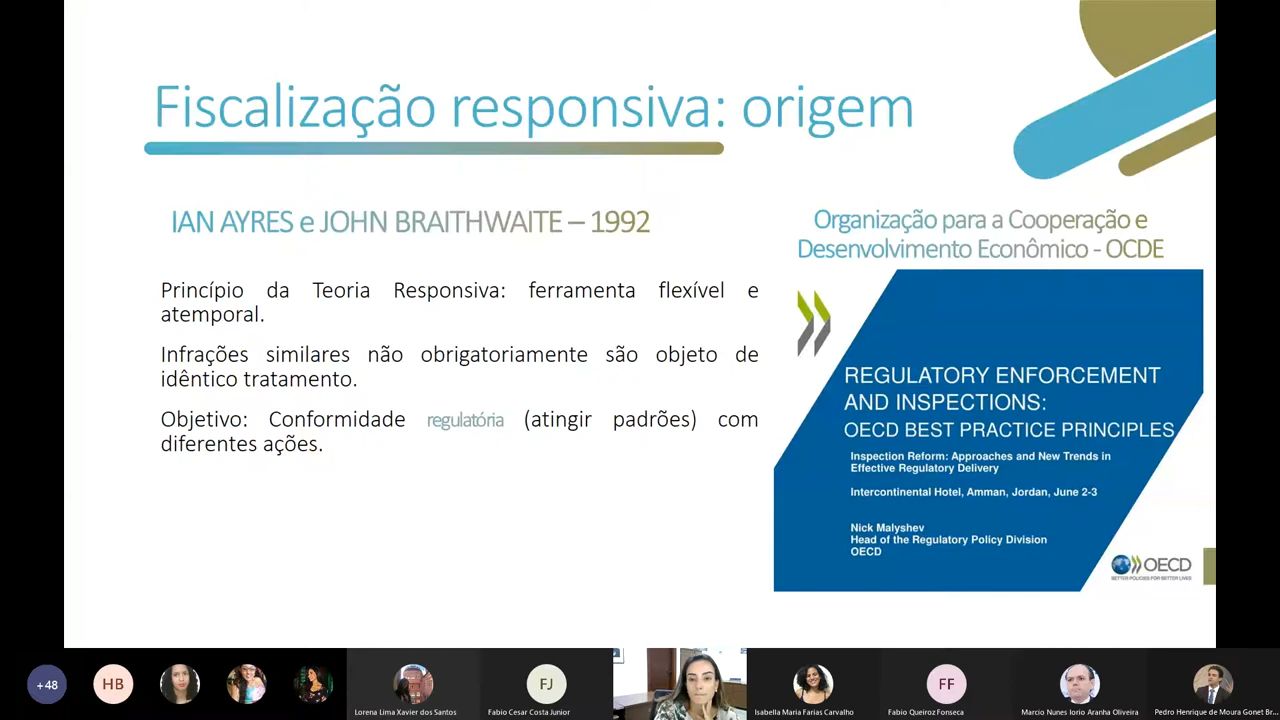 Fiscalização responsiva: origem
IAN AYRES e JOHN BRAITHWAITE – 1992
Princípio da Teoria Responsiva: ferramenta flexível e
atemporal.
Infrações similares não obrigatoriamente são objeto de
idêntico tratamento.
Objetivo: Conformidade regulatória (atingir padrões) com
diferentes ações.
Organização para a Cooperação e
Desenvolvimento Econômico - OCDE
REGULATORY ENFORCEMENT
AND INSPECTIONS:
OECD BEST PRACTICE PRINCIPLES
Inspection Reform: Approaches and New Trends in
Effective Regulatory Delivery
Intercontinental Hotel, Amman, Jordan, June 2-3
Nick Malyshev
Head of the Regulatory Policy Division
OECD
OECD
BETTER POLICIES FOR BETTER LIVES
+48
HB
Lorena Lima Xavier dos Santos
FJ
Fabio Cesar Costa Junior
Isabella Maria Farias Carvalho
FF
Fabio Queiroz Fonseca
Marcio Nunes Iorio Aranha Oliveira
Pedro Henrique de Moura Gonet Br...